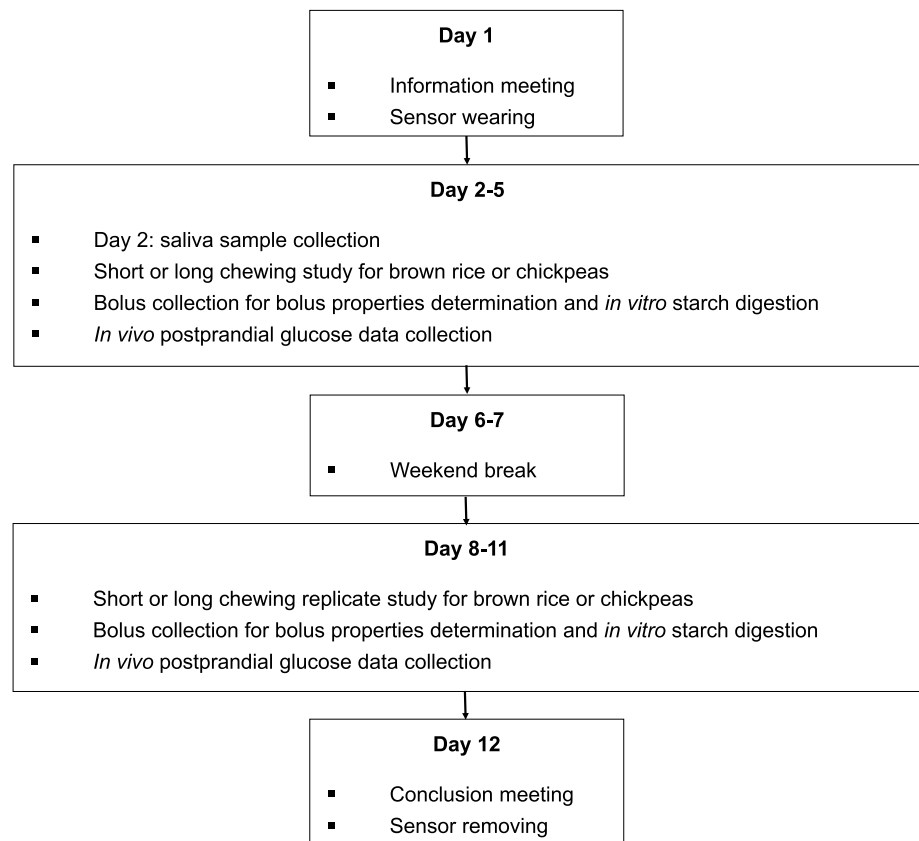 Day 1
▪ Information meeting
▪ Sensor wearing
Day 2-5
▪ Day 2: saliva sample collection
▪ Short or long chewing study for brown rice or chickpeas
▪ Bolus collection for bolus properties determination and in vitro starch digestion
▪ In vivo postprandial glucose data collection
Day 6-7
▪ Weekend break
Day 8-11
▪ Short or long chewing replicate study for brown rice or chickpeas
▪ Bolus collection for bolus properties determination and in vitro starch digestion
▪ In vivo postprandial glucose data collection
Day 12
▪ Conclusion meeting
▪ Sensor removing